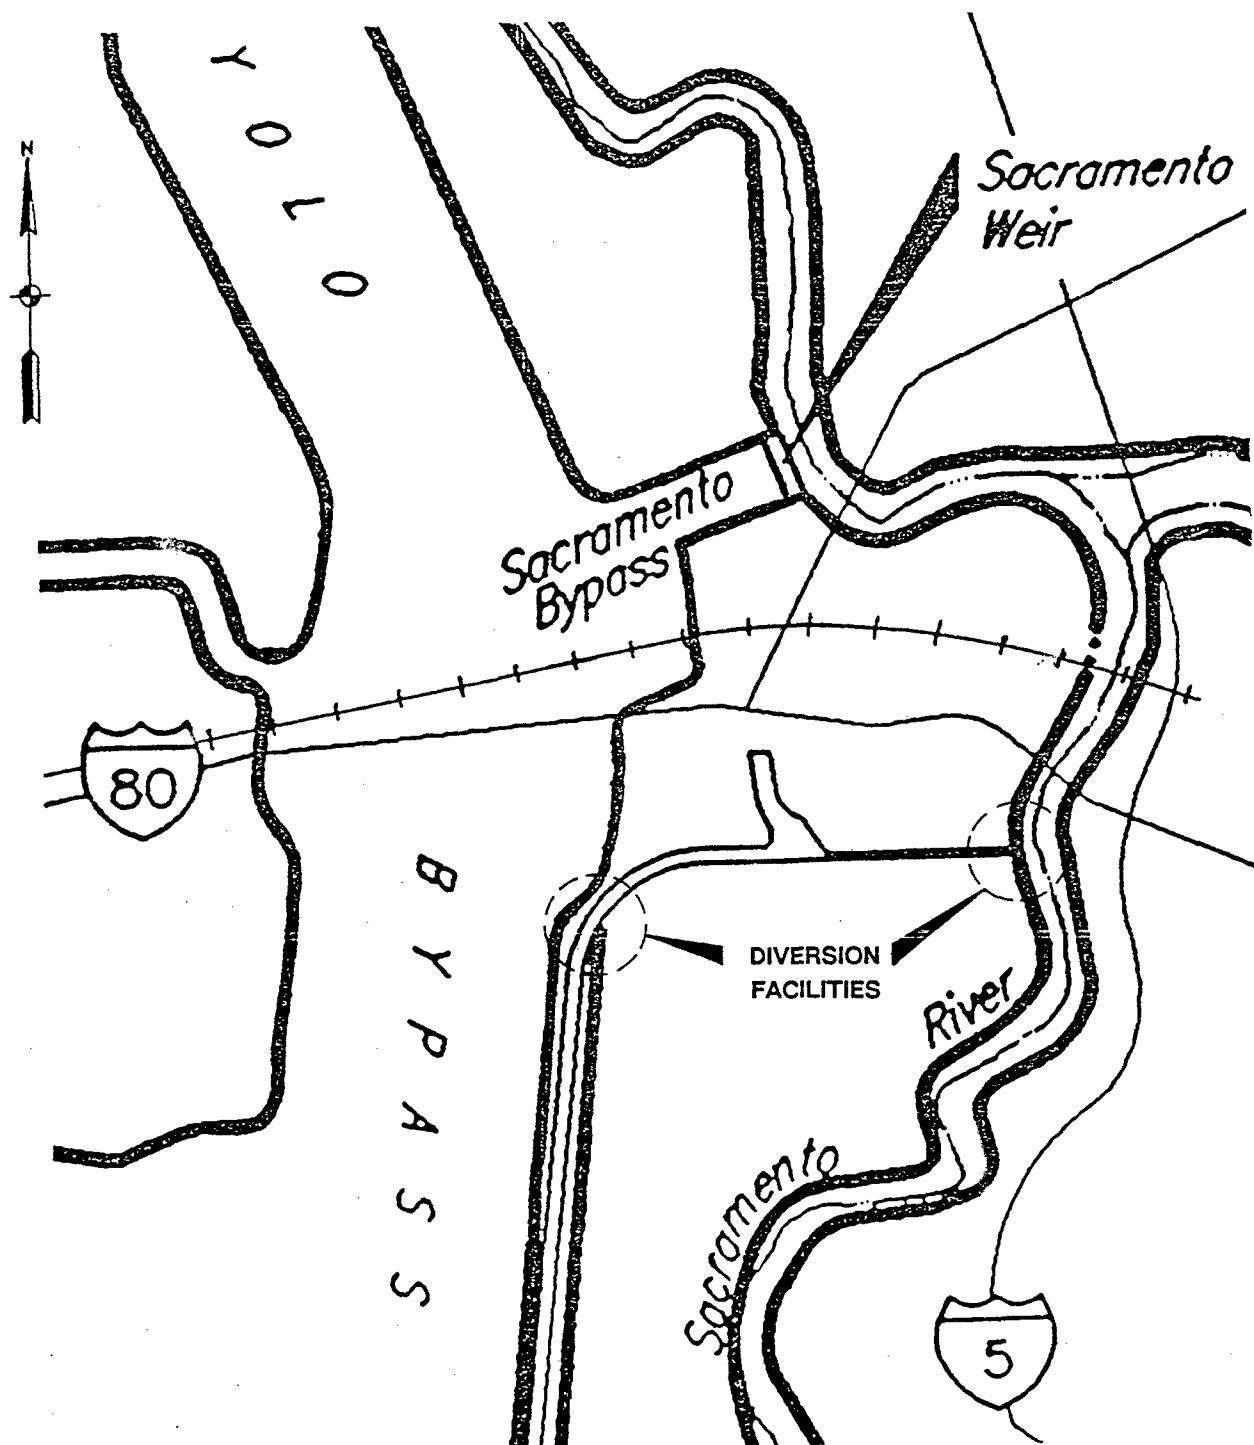 N
YOLO
Sacramento
Weir
Sacramento
Bypass
80
BYPASS
DIVERSION
FACILITIES
Sacramento River
5